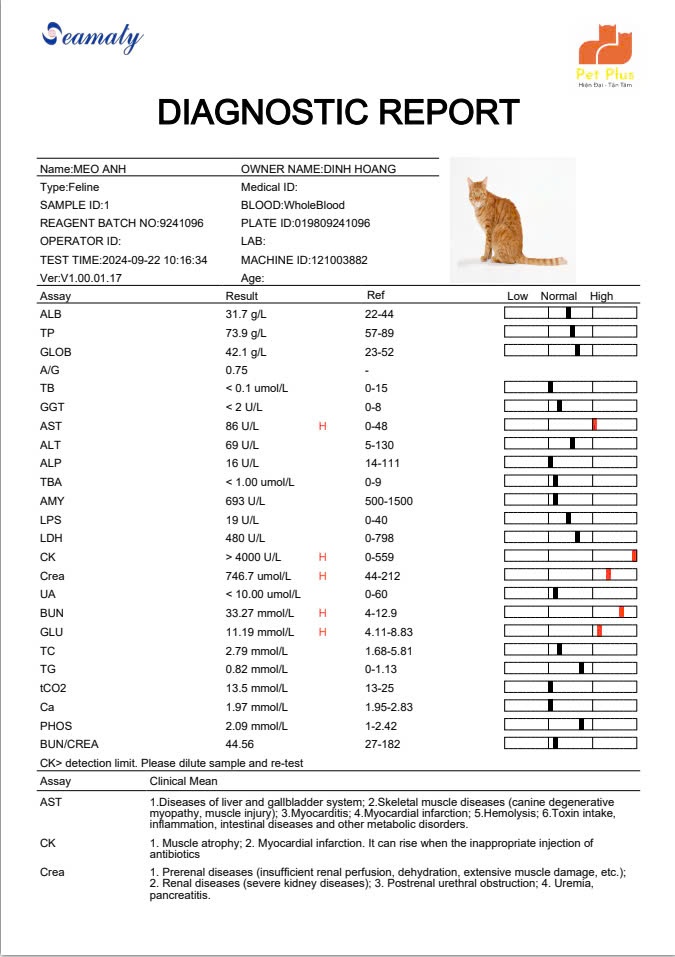 Seamaty
Pet Plus
Hiện Đại - Tận Tâm
DIAGNOSTIC REPORT
Name:MEO ANH OWNER NAME:DINH HOANG
Type:Feline Medical ID:
SAMPLE ID:1 BLOOD:WholeBlood
REAGENT BATCH NO:9241096 PLATE ID:019809241096
OPERATOR ID: LAB:
TEST TIME:2024-09-22 10:16:34 MACHINE ID:121003882
Ver:V1.00.01.17 Age:
Assay Result Ref Low Normal High
ALB 31.7 g/L 22-44
TP 73.9 g/L 57-89
GLOB 42.1 g/L 23-52
A/G 0.75 -
TB < 0.1 umol/L 0-15
GGT < 2 U/L 0-8
AST 86 U/L H 0-48
ALT 69 U/L 5-130
ALP 16 U/L 14-111
TBA < 1.00 umol/L 0-9
AMY 693 U/L 500-1500
LPS 19 U/L 0-40
LDH 480 U/L 0-798
CK > 4000 U/L H 0-559
Crea 746.7 umol/L H 44-212
UA < 10.00 umol/L 0-60
BUN 33.27 mmol/L H 4-12.9
GLU 11.19 mmol/L H 4.11-8.83
TC 2.79 mmol/L 1.68-5.81
TG 0.82 mmol/L 0-1.13
tCO2 13.5 mmol/L 13-25
Ca 1.97 mmol/L 1.95-2.83
PHOS 2.09 mmol/L 1-2.42
BUN/CREA 44.56 27-182
CK> detection limit. Please dilute sample and re-test
Assay Clinical Mean
AST 1.Diseases of liver and gallbladder system; 2.Skeletal muscle diseases (canine degenerative
myopathy, muscle injury); 3.Myocarditis; 4.Myocardial infarction; 5.Hemolysis; 6.Toxin intake,
inflammation, intestinal diseases and other metabolic disorders.
CK 1. Muscle atrophy; 2. Myocardial infarction. It can rise when the inappropriate injection of
antibiotics
Crea 1. Prerenal diseases (insufficient renal perfusion, dehydration, extensive muscle damage, etc.);
2. Renal diseases (severe kidney diseases); 3. Postrenal urethral obstruction; 4. Uremia,
pancreatitis.